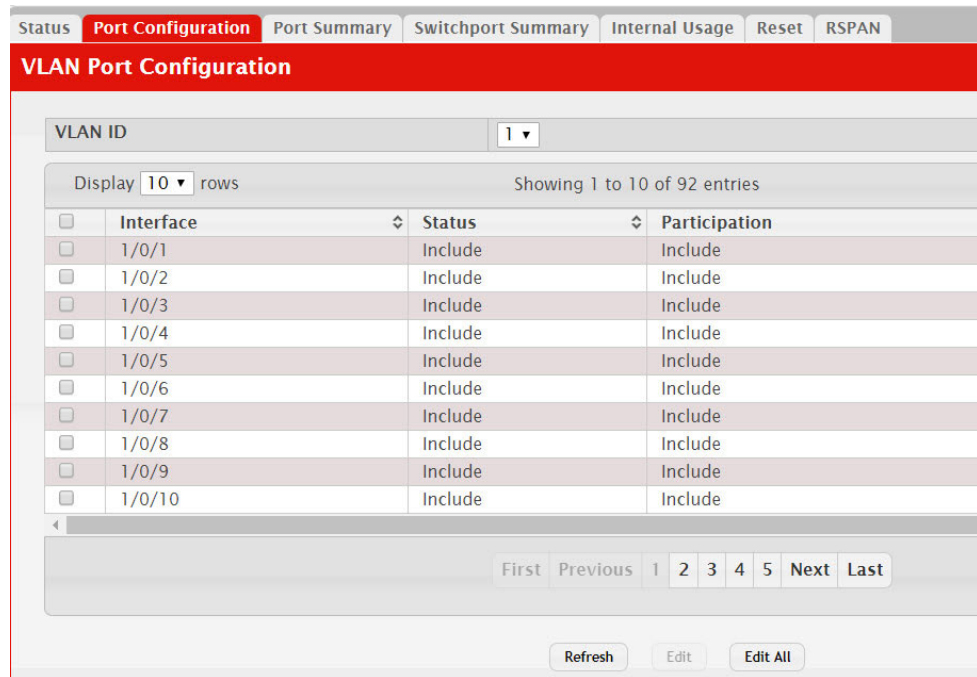 Status Port Configuration Port Summary Switchport Summary Internal Usage Reset RSPAN
VLAN Port Configuration
VLAN ID 1
Display 10 rows Showing 1 to 10 of 92 entries
Interface Status Participation
1/0/1 Include Include
1/0/2 Include Include
1/0/3 Include Include
1/0/4 Include Include
1/0/5 Include Include
1/0/6 Include Include
1/0/7 Include Include
1/0/8 Include Include
1/0/9 Include Include
1/0/10 Include Include
First Previous 1 2 3 4 5 Next Last
Refresh Edit Edit All